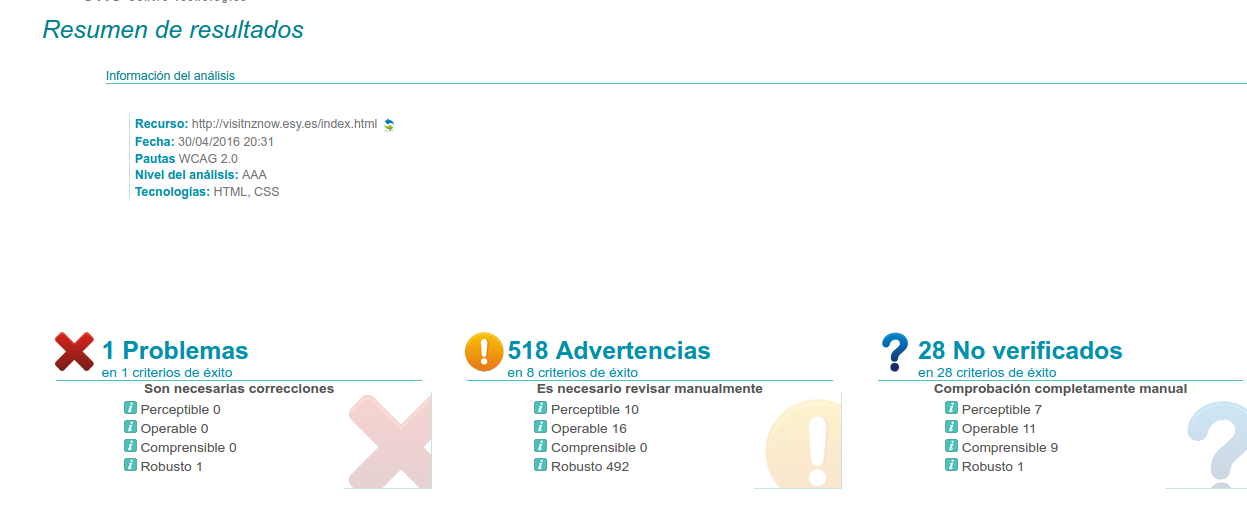 Resumen de resultados
Información del análisis
Recurso: http://visitnznow.esy.es/index.html
Fecha: 30/04/2016 20:31
Pautas WCAG 2.0
Nivel del análisis: AAA
Tecnologías: HTML, CSS
1 Problemas
en 1 criterios de éxito
Son necesarias correcciones
Perceptible 0
Operable 0
Comprensible 0
Robusto 1
518 Advertencias
en 8 criterios de éxito
Es necesario revisar manualmente
Perceptible 10
Operable 16
Comprensible 0
Robusto 492
28 No verificados
en 28 criterios de éxito
Comprobación completamente manual
Perceptible 7
Operable 11
Comprensible 9
Robusto 1